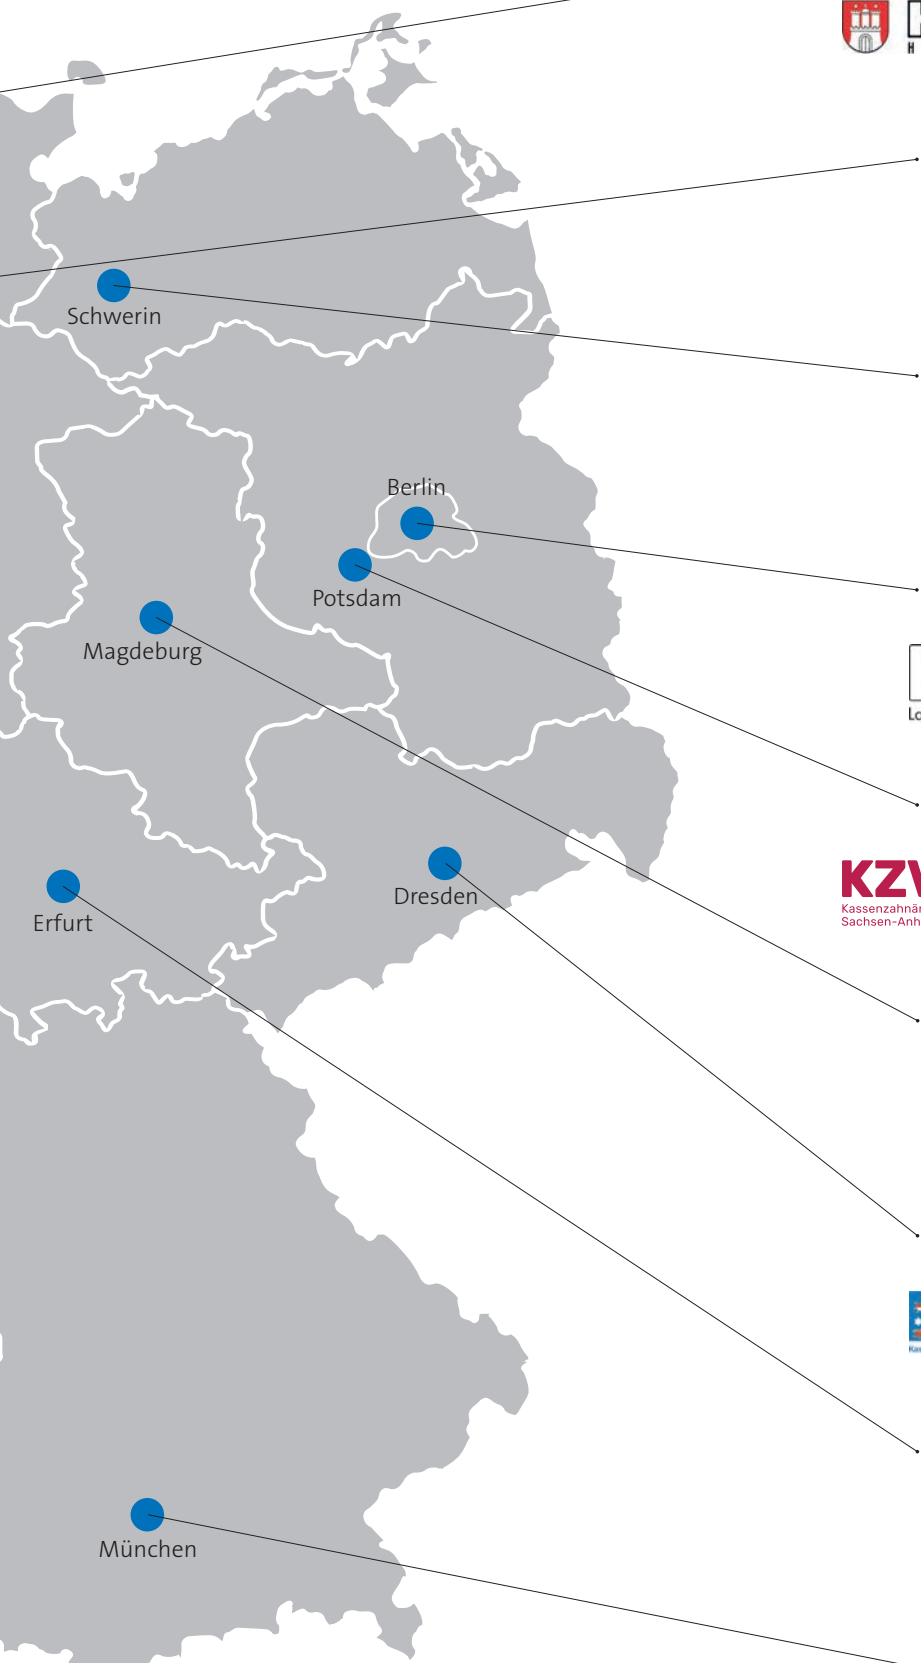 H
Schwerin
Berlin
Potsdam
Magdeburg
KZV
Kassenzahnär
Sachsen-Anh
Dresden
Erfurt
München